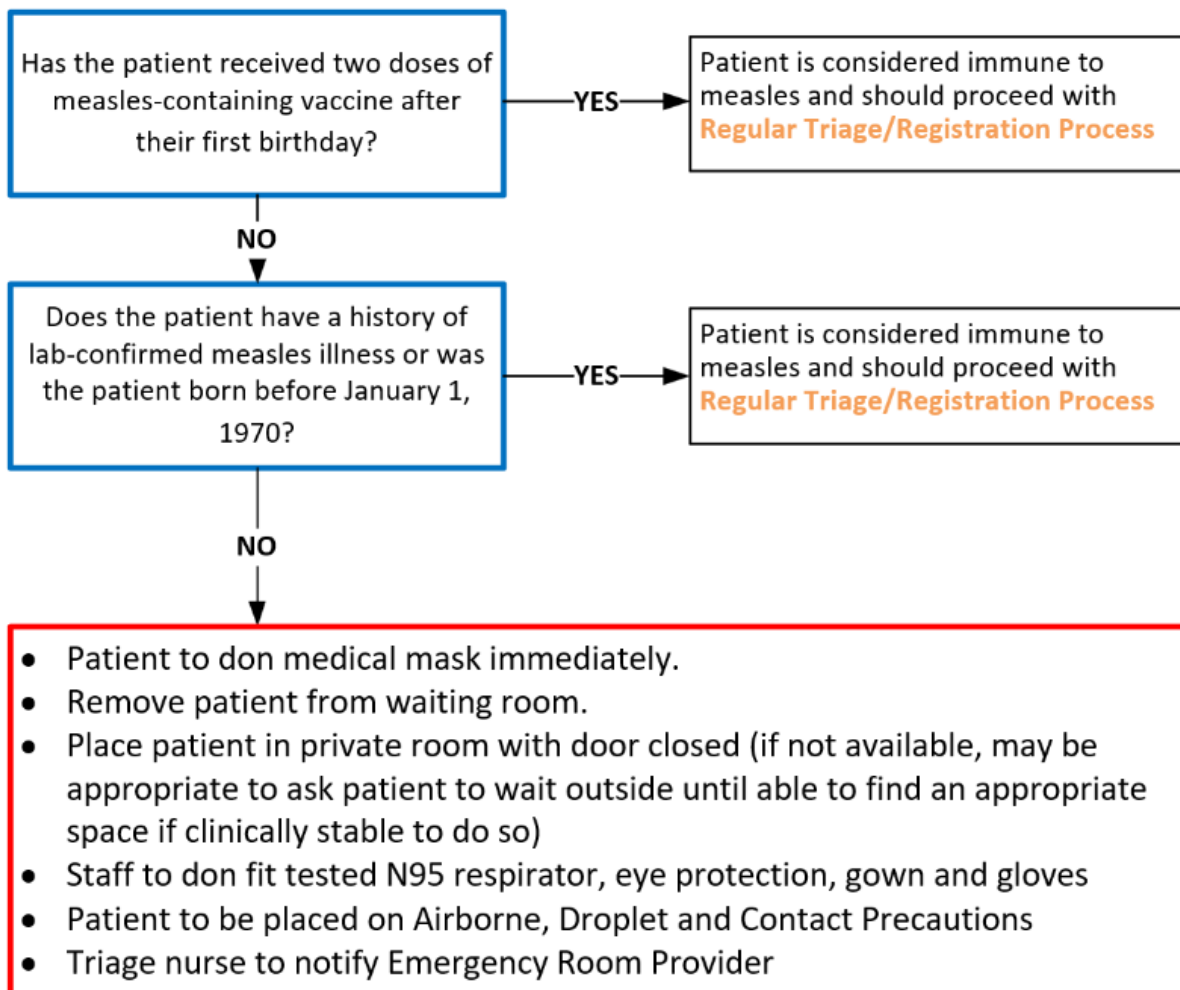 Has the patient received two doses of
measles-containing vaccine after
their first birthday?
YES
Patient is considered immune to
measles and should proceed with
Regular Triage/Registration Process
NO
Does the patient have a history of
lab-confirmed measles illness or was
the patient born before January 1,
1970?
YES
Patient is considered immune to
measles and should proceed with
Regular Triage/Registration Process
NO
• Patient to don medical mask immediately.
• Remove patient from waiting room.
• Place patient in private room with door closed (if not available, may be
appropriate to ask patient to wait outside until able to find an appropriate
space if clinically stable to do so)
• Staff to don fit tested N95 respirator, eye protection, gown and gloves
• Patient to be placed on Airborne, Droplet and Contact Precautions
• Triage nurse to notify Emergency Room Provider